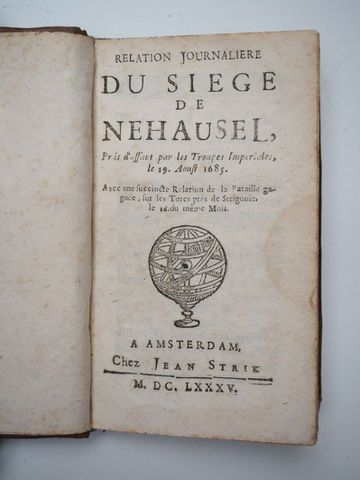 RELATION JOURNALIERE
DU SIEGE
DE
NEHAUSEL,
Pris d'assaut par les Troupes Imperiales,
le 19. Aoust 1685.
Avec une succincte Relation de la Bataille ga-
gnée, sur les Turcs prés de Strigonie,
le 16. du méme Mois.
A AMSTERDAM,
Chez JEAN STRIK
M. DC. LXXXV.